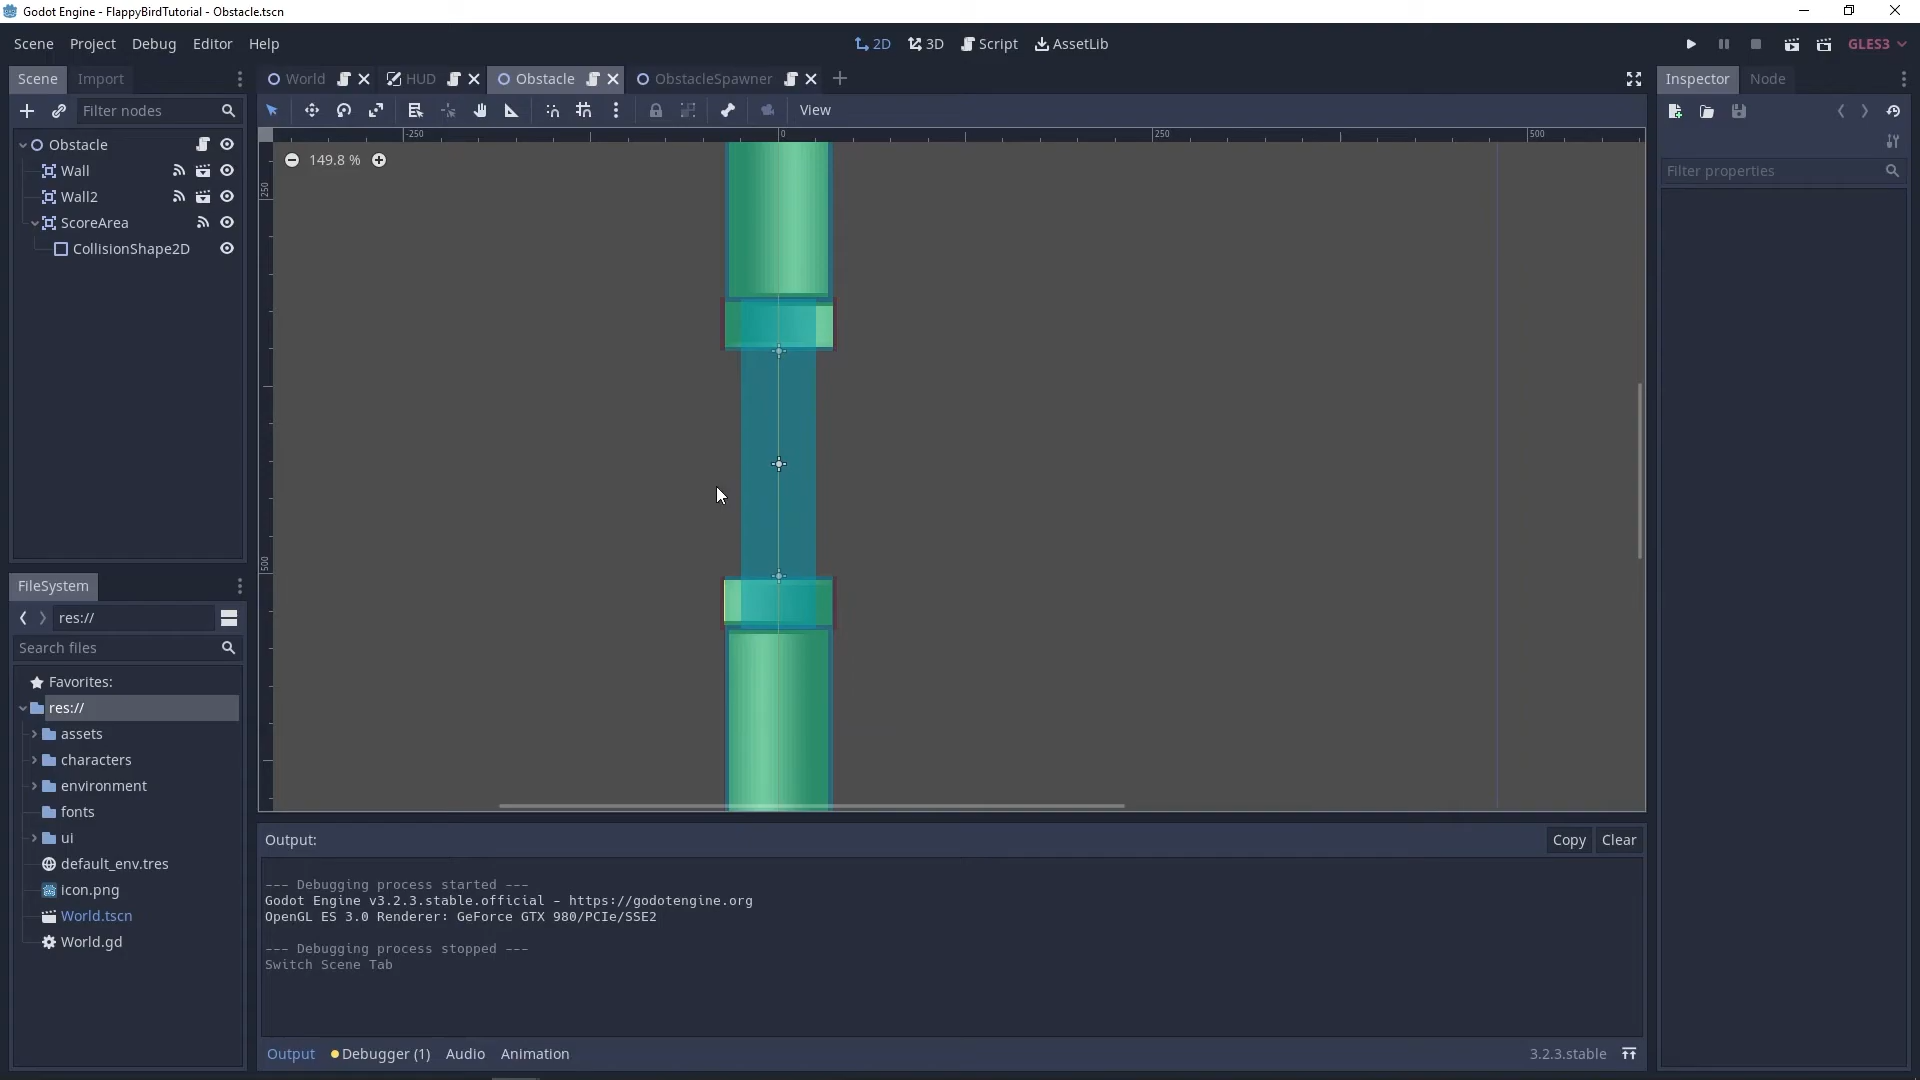 Godot Engine - FlappyBirdTutorial - Obstacle.tscn
Scene Project Debug Editor Help
2D 3D Script AssetLib
GLES3
Scene Import
World HUD Obstacle ObstacleSpawner
Inspector Node
Filter nodes
View
-250 0 250 500
149.8 %
250
500
Obstacle
Wall
Wall2
ScoreArea
CollisionShape2D
Filter properties
FileSystem
res://
Search files
Favorites:
res://
assets
characters
environment
fonts
ui
default_env.tres
icon.png
World.tscn
World.gd
Output:
Copy Clear
--- Debugging process started ---
Godot Engine v3.2.3.stable.official - https://godotengine.org
OpenGL ES 3.0 Renderer: GeForce GTX 980/PCIe/SSE2
--- Debugging process stopped ---
Switch Scene Tab
Output Debugger (1) Audio Animation
3.2.3.stable